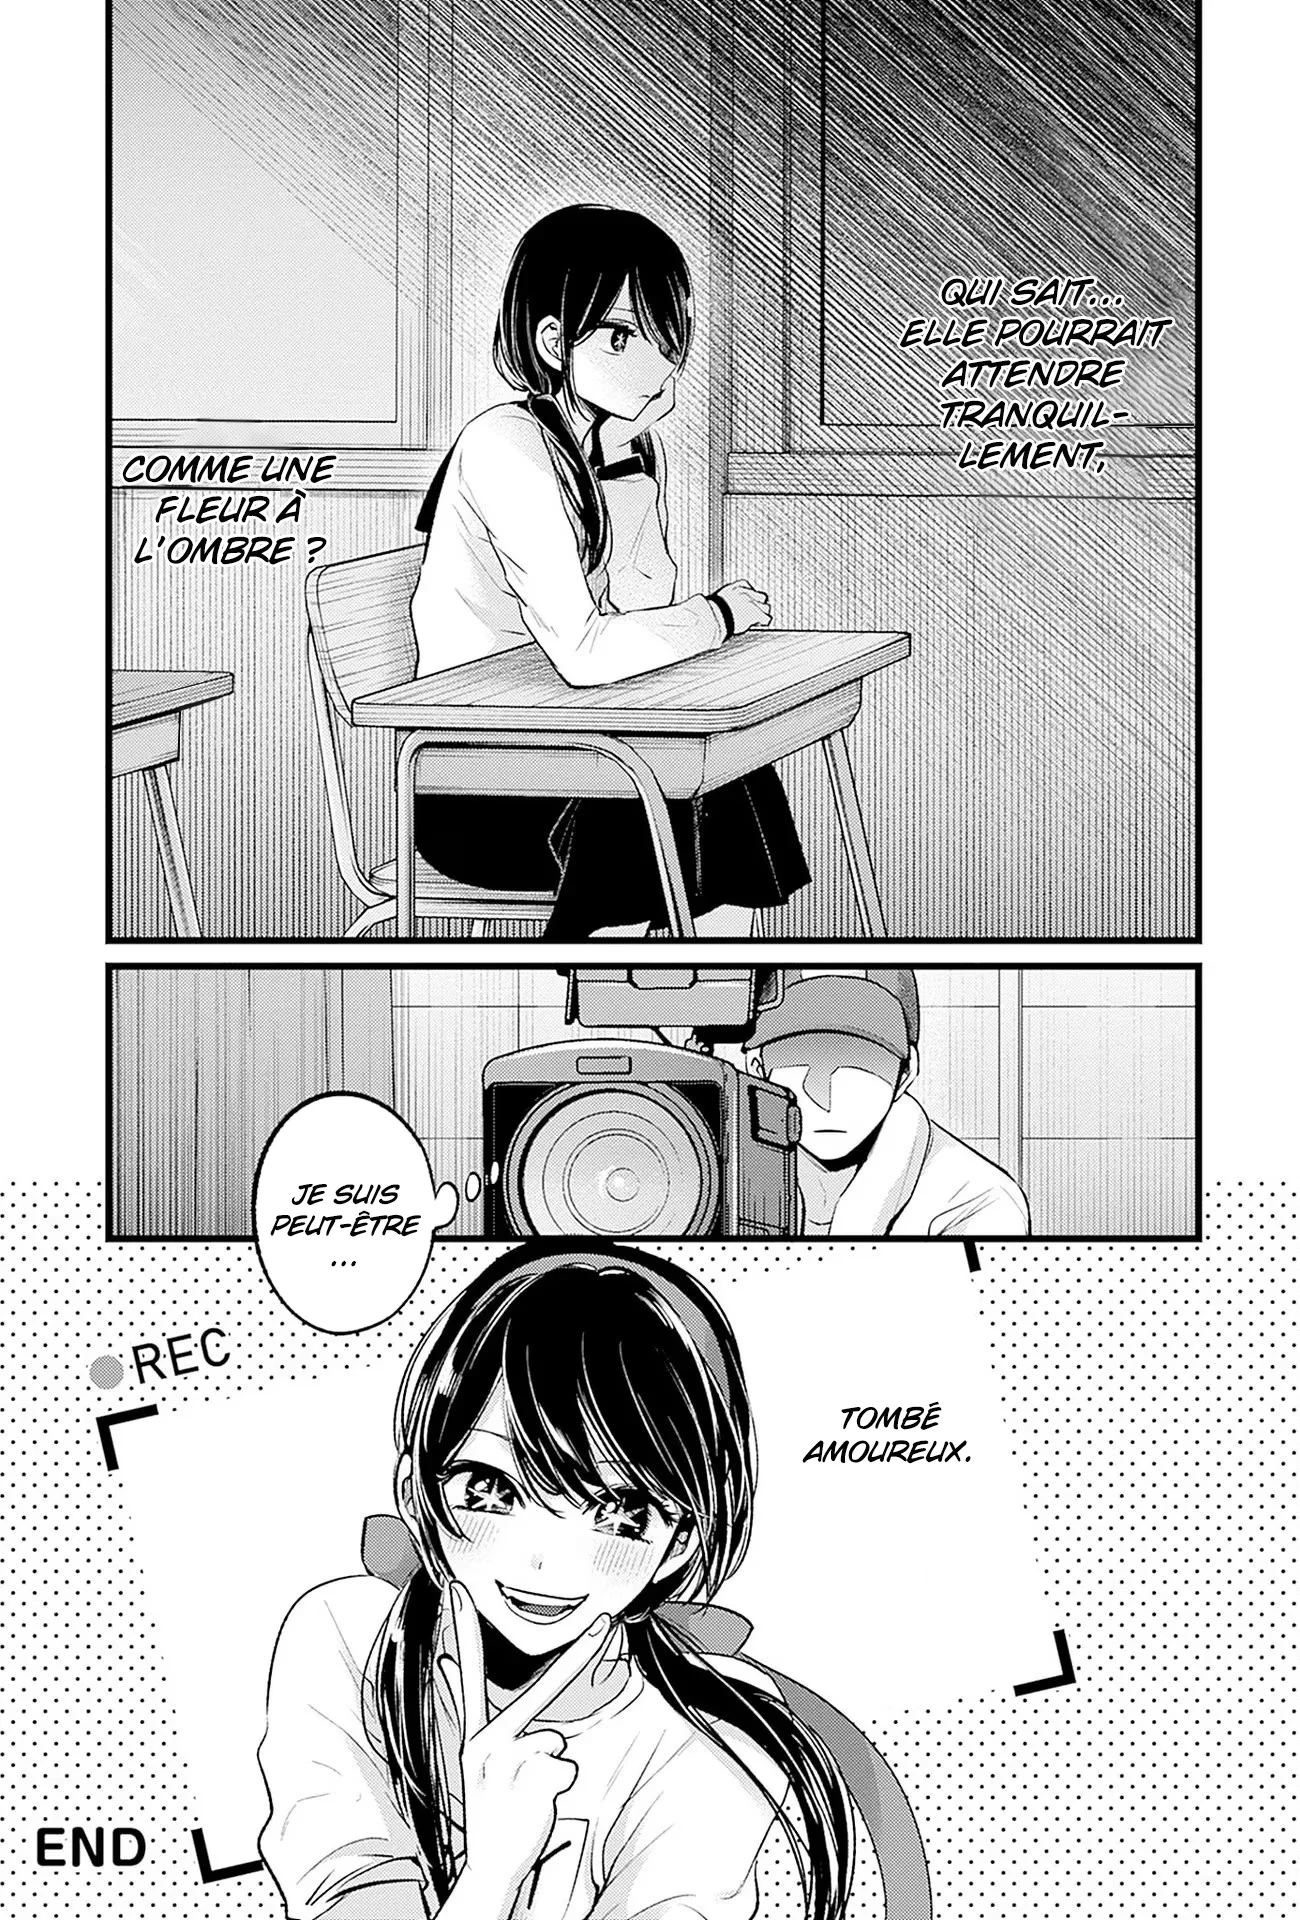 QUI SAIT...
ELLE POURRAIT
ATTENDRE
TRANQUIL-
LEMENT,
COMME UNE
FLEUR À
L'OMBRE ?
JE SUIS
PEUT-ÊTRE
...
REC
TOMBÉ
AMOUREUX.
END